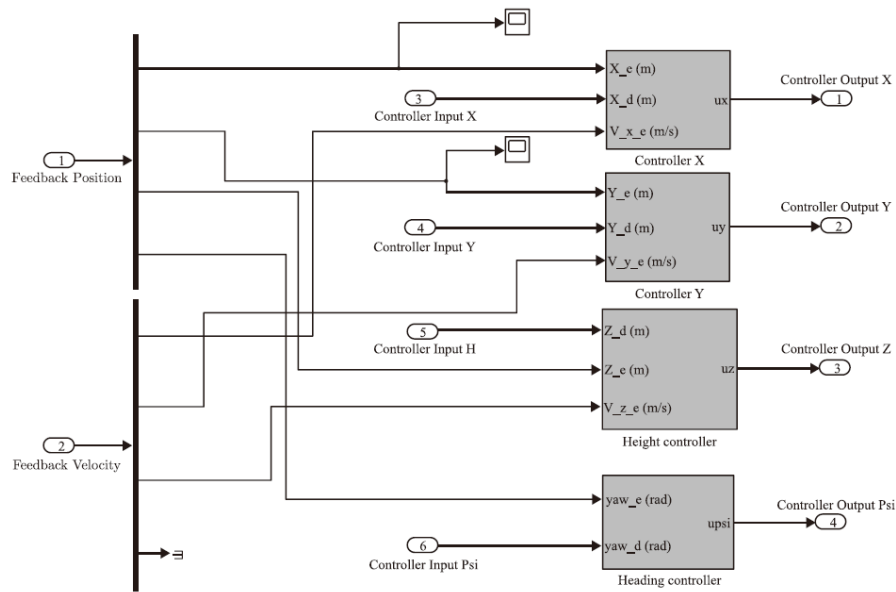 1
Feedback Position
2
Feedback Velocity
3
Controller Input X
4
Controller Input Y
5
Controller Input H
6
Controller Input Psi
X_e (m)
X_d (m)
V_x_e (m/s)
ux
Controller X
Y_e (m)
Y_d (m)
V_y_e (m/s)
uy
Controller Y
Z_d (m)
Z_e (m)
V_z_e (m/s)
uz
Height controller
yaw_e (rad)
yaw_d (rad)
upsi
Heading controller
Controller Output X
1
Controller Output Y
2
Controller Output Z
3
Controller Output Psi
4